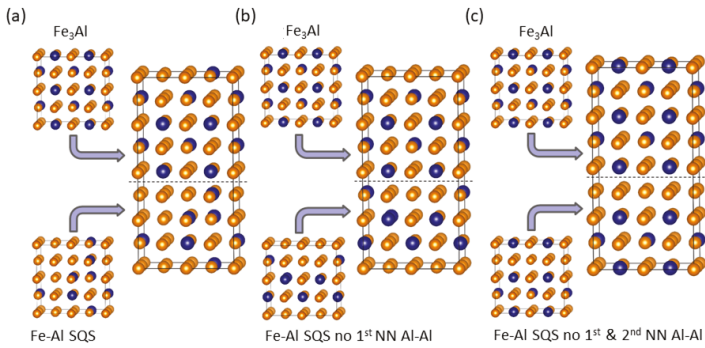 (a)
Fe₃Al
Fe-Al SQS
(b)
Fe₃Al
Fe-Al SQS no 1ˢᵗ NN Al-Al
(c)
Fe₃Al
Fe-Al SQS no 1ˢᵗ & 2ⁿᵈ NN Al-Al